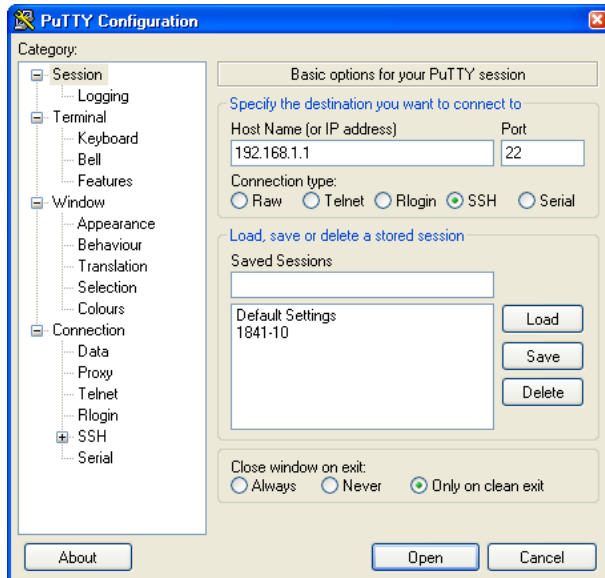 PuTTY Configuration
Category:
Session
Logging
Terminal
Keyboard
Bell
Features
Window
Appearance
Behaviour
Translation
Selection
Colours
Connection
Data
Proxy
Telnet
Rlogin
SSH
Serial
Basic options for your PuTTY session
Specify the destination you want to connect to
Host Name (or IP address) Port
192.168.1.1 22
Connection type:
Raw Telnet Rlogin SSH Serial
Load, save or delete a stored session
Saved Sessions
Default Settings
1841-10
Load
Save
Delete
Close window on exit:
Always Never Only on clean exit
About Open Cancel